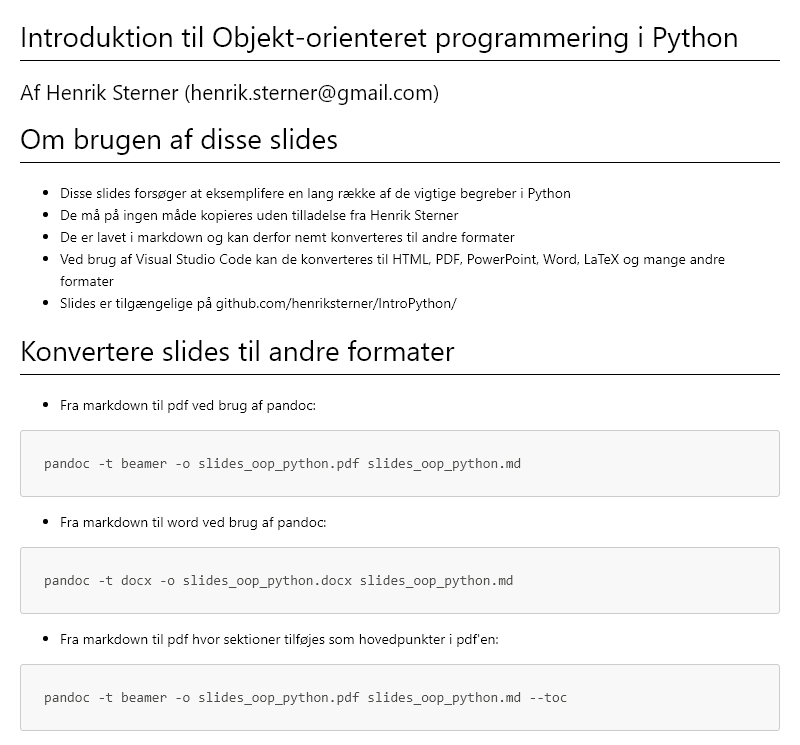 Introduktion til Objekt-orienteret programmering i Python
Af Henrik Sterner (henrik.sterner@gmail.com)
Om brugen af disse slides
• Disse slides forsøger at eksemplifere en lang række af de vigtige begreber i Python
• De må på ingen måde kopieres uden tilladelse fra Henrik Sterner
• De er lavet i markdown og kan derfor nemt konverteres til andre formater
• Ved brug af Visual Studio Code kan de konverteres til HTML, PDF, PowerPoint, Word, LaTeX og mange andre
formater
• Slides er tilgængelige på github.com/henriksterner/IntroPython/
Konvertere slides til andre formater
• Fra markdown til pdf ved brug af pandoc:
pandoc -t beamer -o slides_oop_python.pdf slides_oop_python.md
• Fra markdown til word ved brug af pandoc:
pandoc -t docx -o slides_oop_python.docx slides_oop_python.md
• Fra markdown til pdf hvor sektioner tilføjes som hovedpunkter i pdf'en:
pandoc -t beamer -o slides_oop_python.pdf slides_oop_python.md --toc